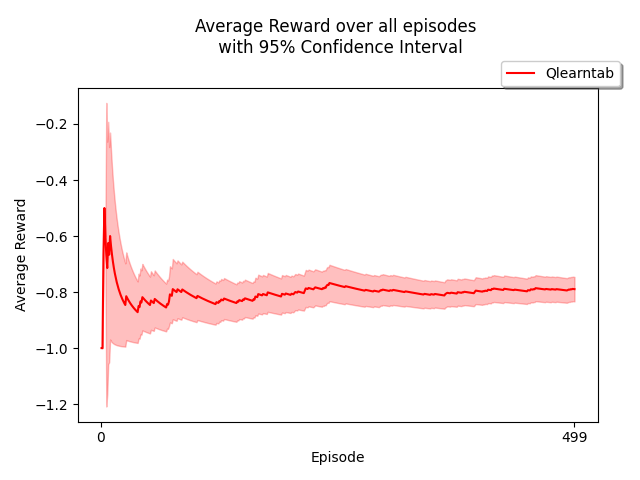 Average Reward over all episodes
with 95% Confidence Interval
Qlearntab
Average Reward
−0.2
−0.4
−0.6
−0.8
−1.0
−1.2
0
499
Episode